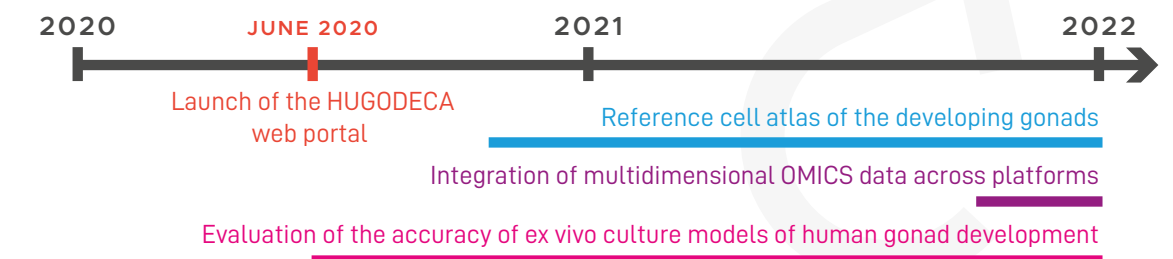 2020 JUNE 2020 2021 2022
Launch of the HUGODECA
web portal
Reference cell atlas of the developing gonads
Integration of multidimensional OMICS data across platforms
Evaluation of the accuracy of ex vivo culture models of human gonad development